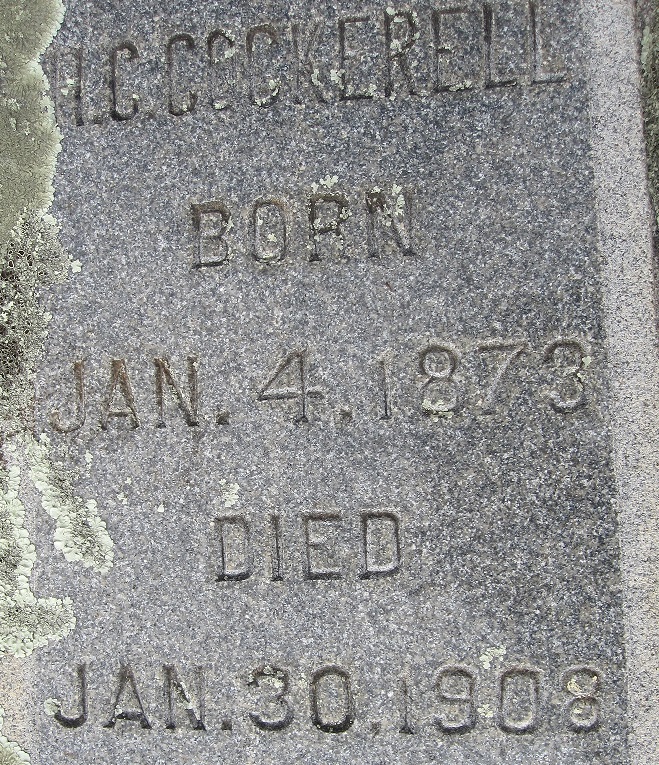 H.C. COCKERELL
BORN
JAN. 4. 1873
DIED
JAN. 30, 1908